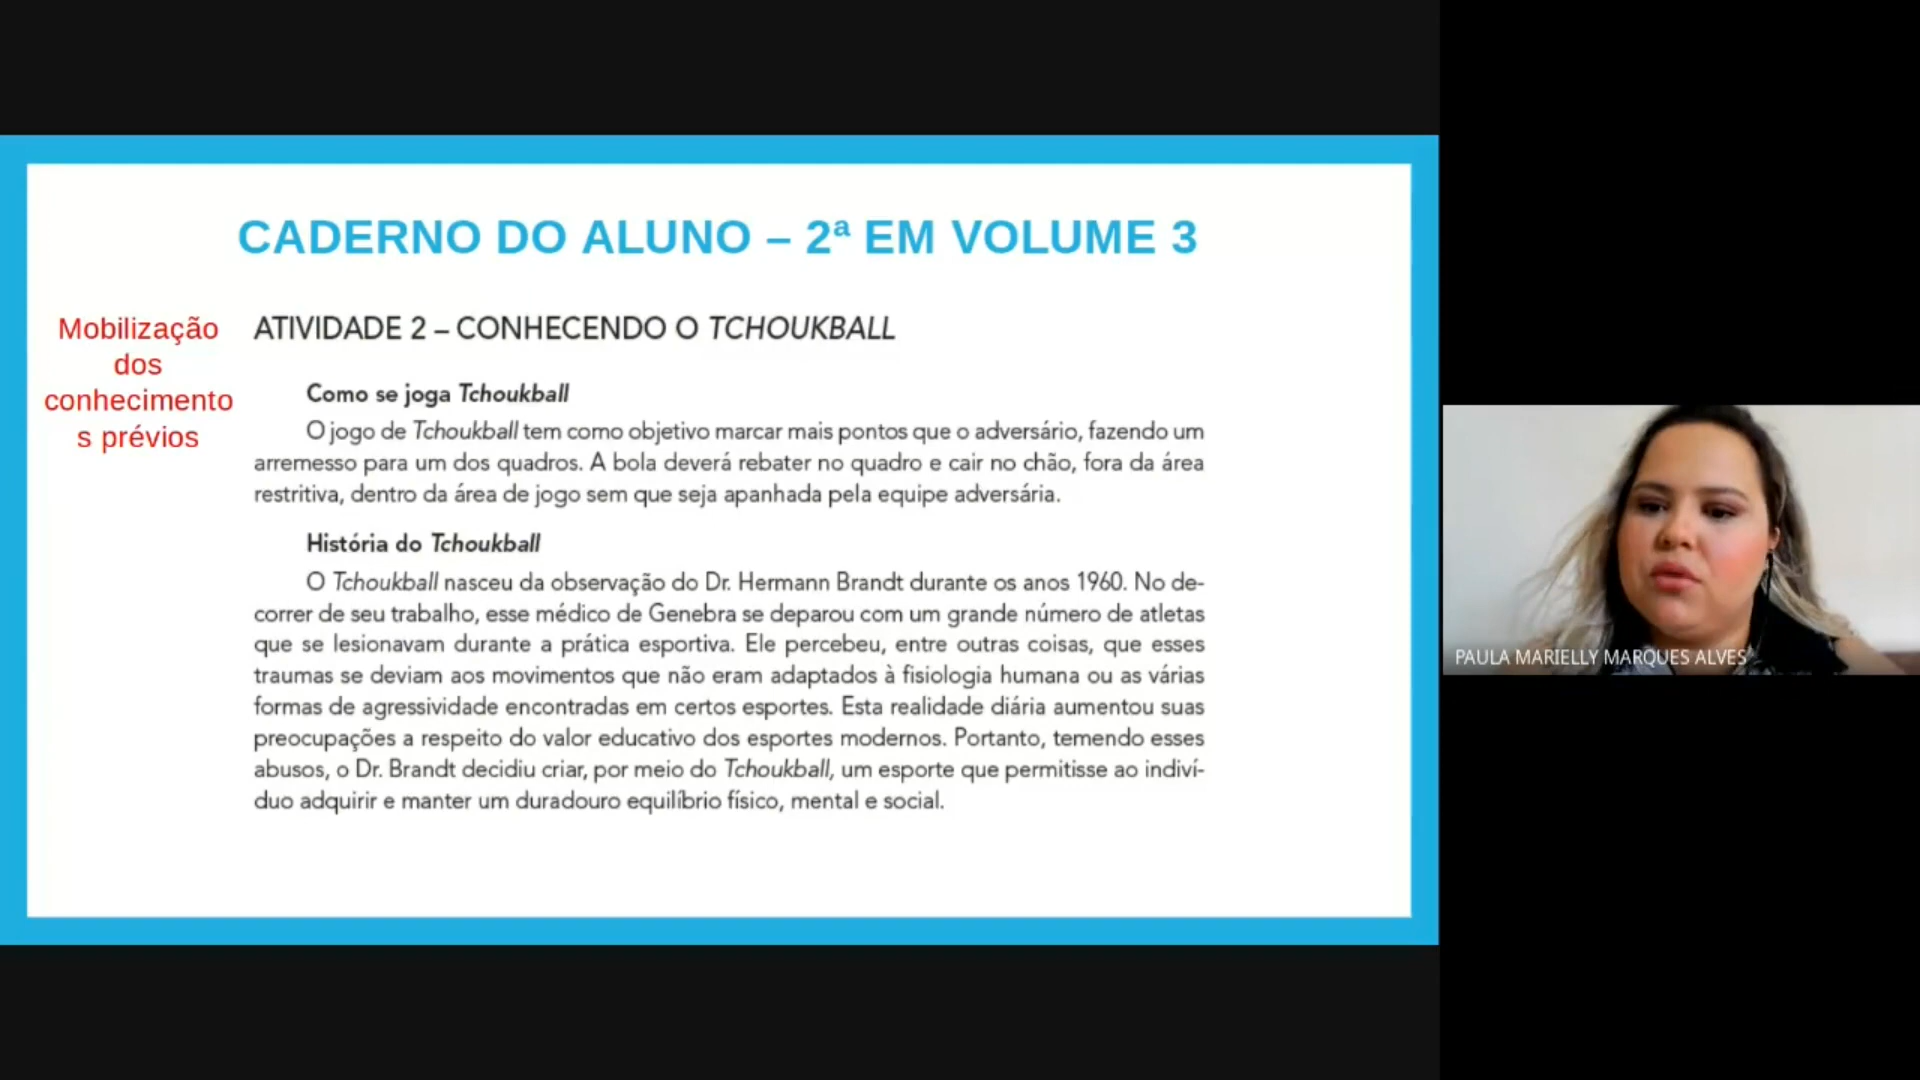 CADERNO DO ALUNO – 2ª EM VOLUME 3
Mobilização
dos
conhecimento
s prévios
ATIVIDADE 2 – CONHECENDO O TCHOUKBALL
Como se joga Tchoukball
O jogo de Tchoukball tem como objetivo marcar mais pontos que o adversário, fazendo um
arremesso para um dos quadros. A bola deverá rebater no quadro e cair no chão, fora da área
restritiva, dentro da área de jogo sem que seja apanhada pela equipe adversária.
História do Tchoukball
O Tchoukball nasceu da observação do Dr. Hermann Brandt durante os anos 1960. No de-
correr de seu trabalho, esse médico de Genebra se deparou com um grande número de atletas
que se lesionavam durante a prática esportiva. Ele percebeu, entre outras coisas, que esses
traumas se deviam aos movimentos que não eram adaptados à fisiologia humana ou as várias
formas de agressividade encontradas em certos esportes. Esta realidade diária aumentou suas
preocupações a respeito do valor educativo dos esportes modernos. Portanto, temendo esses
abusos, o Dr. Brandt decidiu criar, por meio do Tchoukball, um esporte que permitisse ao indiví-
duo adquirir e manter um duradouro equilíbrio físico, mental e social.
PAULA MARIELLY MARQUES ALVES